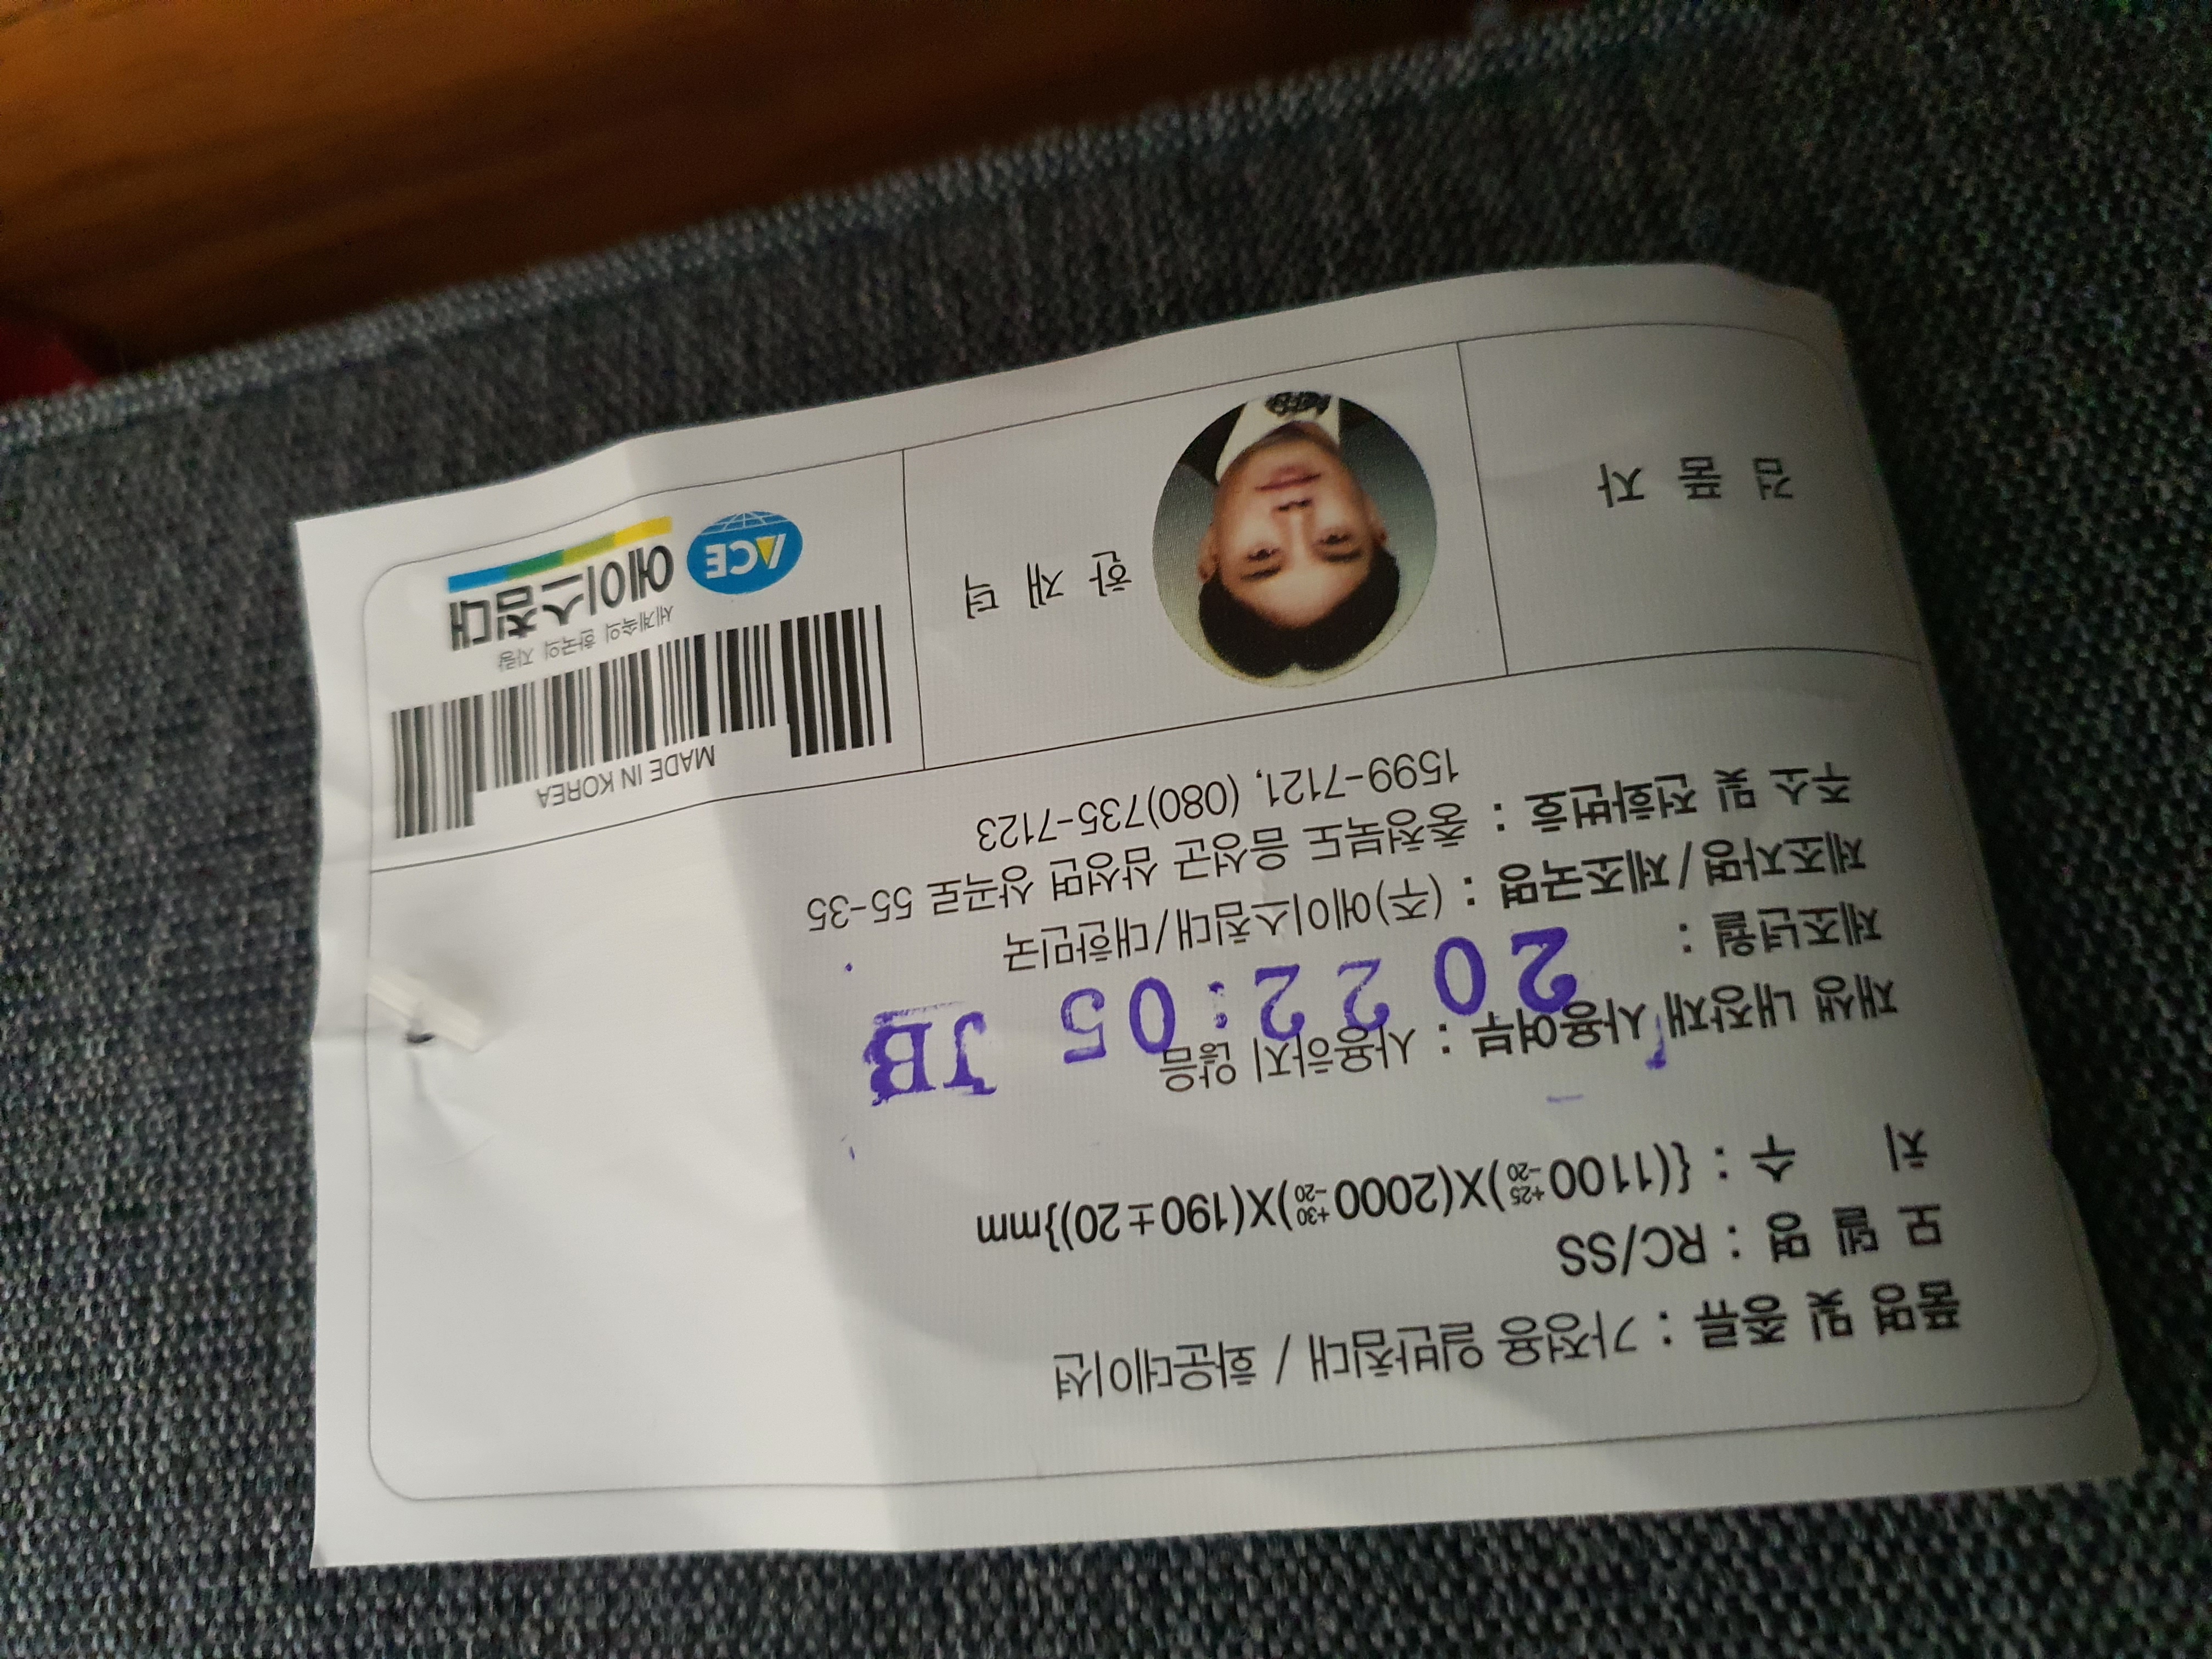 품명 및 종류 : 가정용 일반침대 / 화운데이션
모 델 명 : RC/SS
치 수 : {(1100 +25 -20)X(2000 +30 -20)X(190±20)}mm
재생 내장재 사용여부 : 사용하지 않음
제조년월 : 2022:05 JB
제조자명/제조국명 : (주)에이스침대/대한민국
주소 및 전화번호 : 충청북도 음성군 삼성면 상곡로 55-35
1599-7121, (080)735-7123
검 품 자
한 재 덕
MADE IN KOREA
세계속의 한국의 자랑
ACE 에이스침대